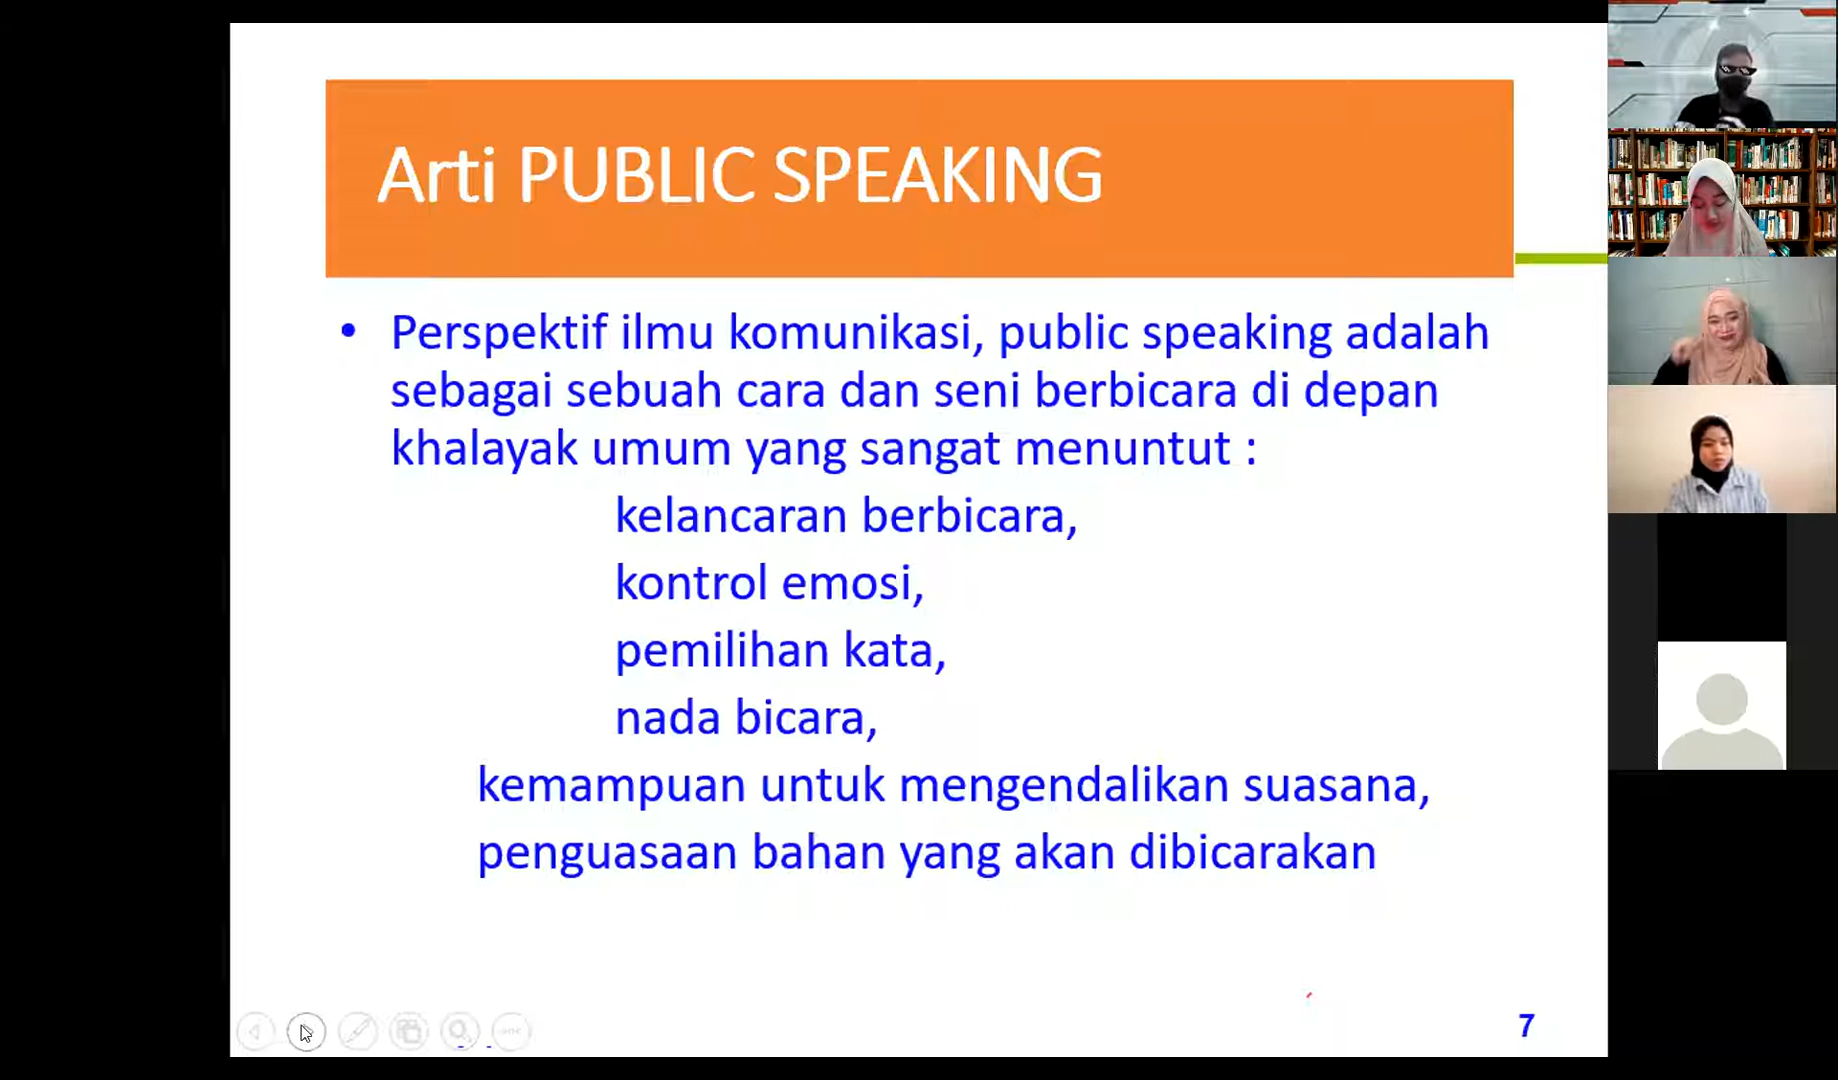 Arti PUBLIC SPEAKING
• Perspektif ilmu komunikasi, public speaking adalah
sebagai sebuah cara dan seni berbicara di depan
khalayak umum yang sangat menuntut :
kelancaran berbicara,
kontrol emosi,
pemilihan kata,
nada bicara,
kemampuan untuk mengendalikan suasana,
penguasaan bahan yang akan dibicarakan
7